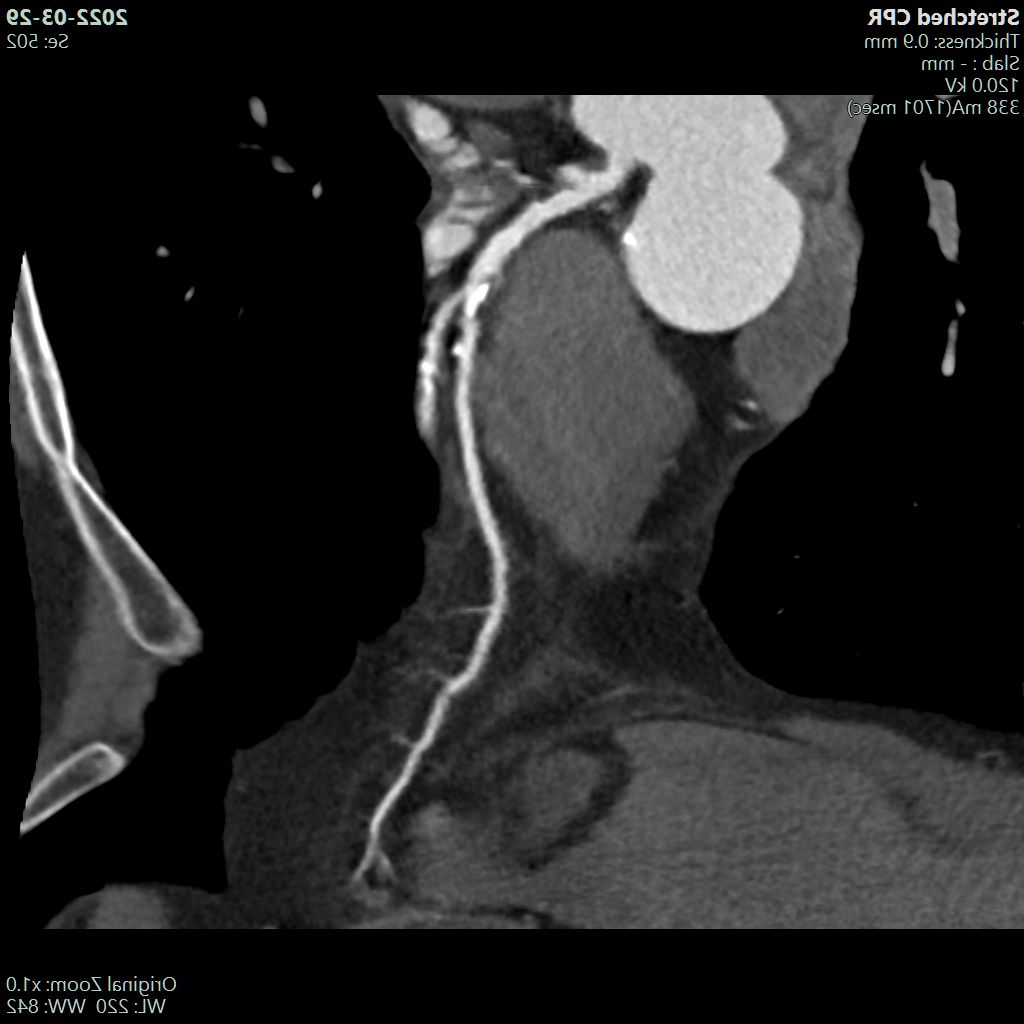 Stretched CPR
Thickness: 0.9 mm
Slab : - mm
120.0 kV
338 mA(1701 msec)
2022-03-29
Se: 502
Original Zoom: x1.0
WL: 220 WW: 842